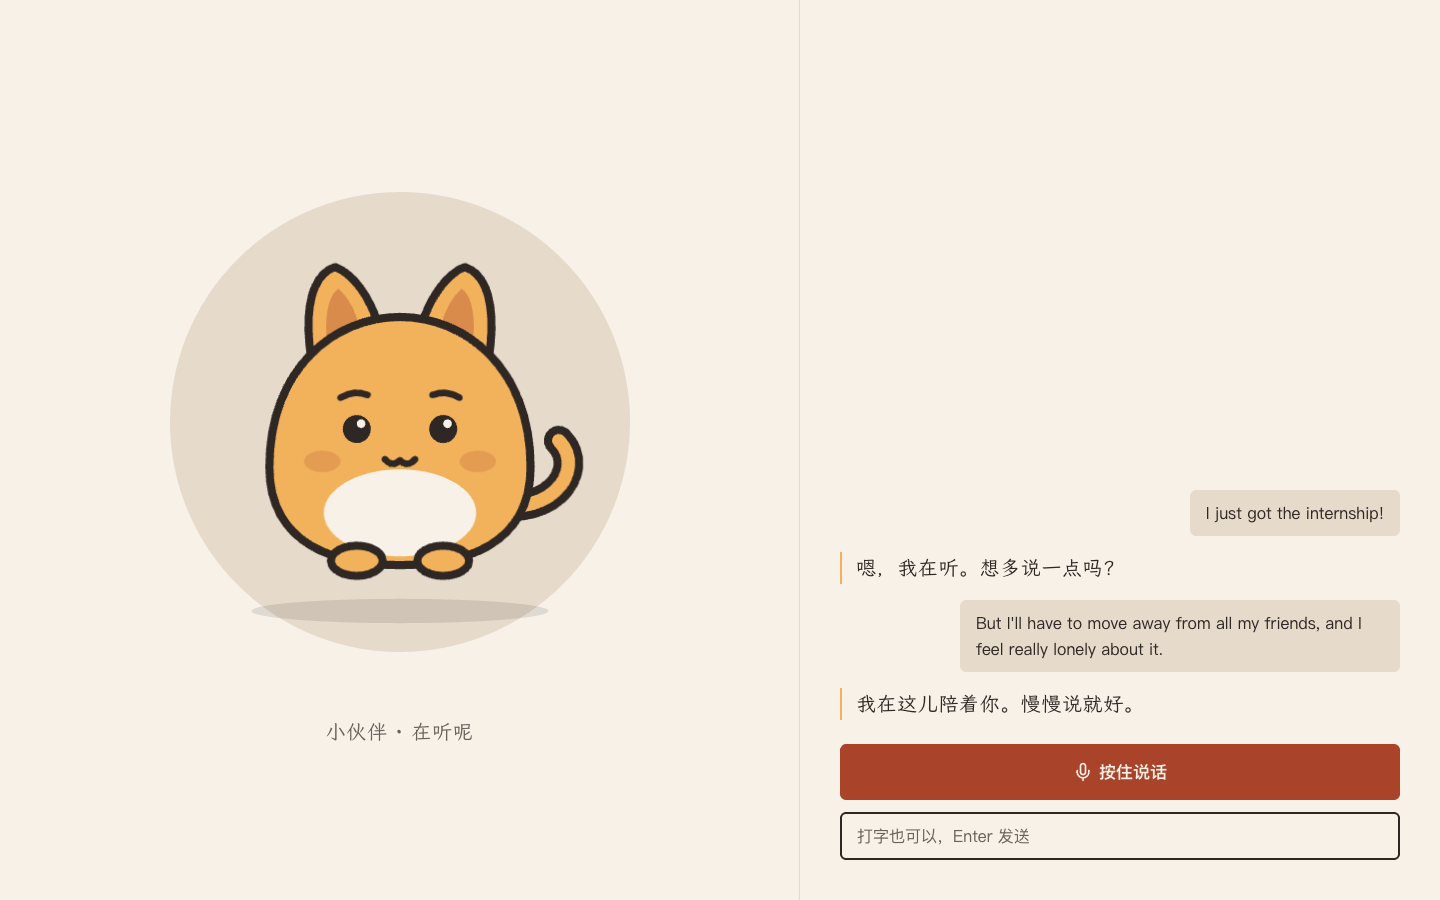 小伙伴・在听呢
I just got the internship!
嗯，我在听。想多说一点吗？
But I'll have to move away from all my friends, and I
feel really lonely about it.
我在这儿陪着你。慢慢说就好。
按住说话
打字也可以，Enter 发送